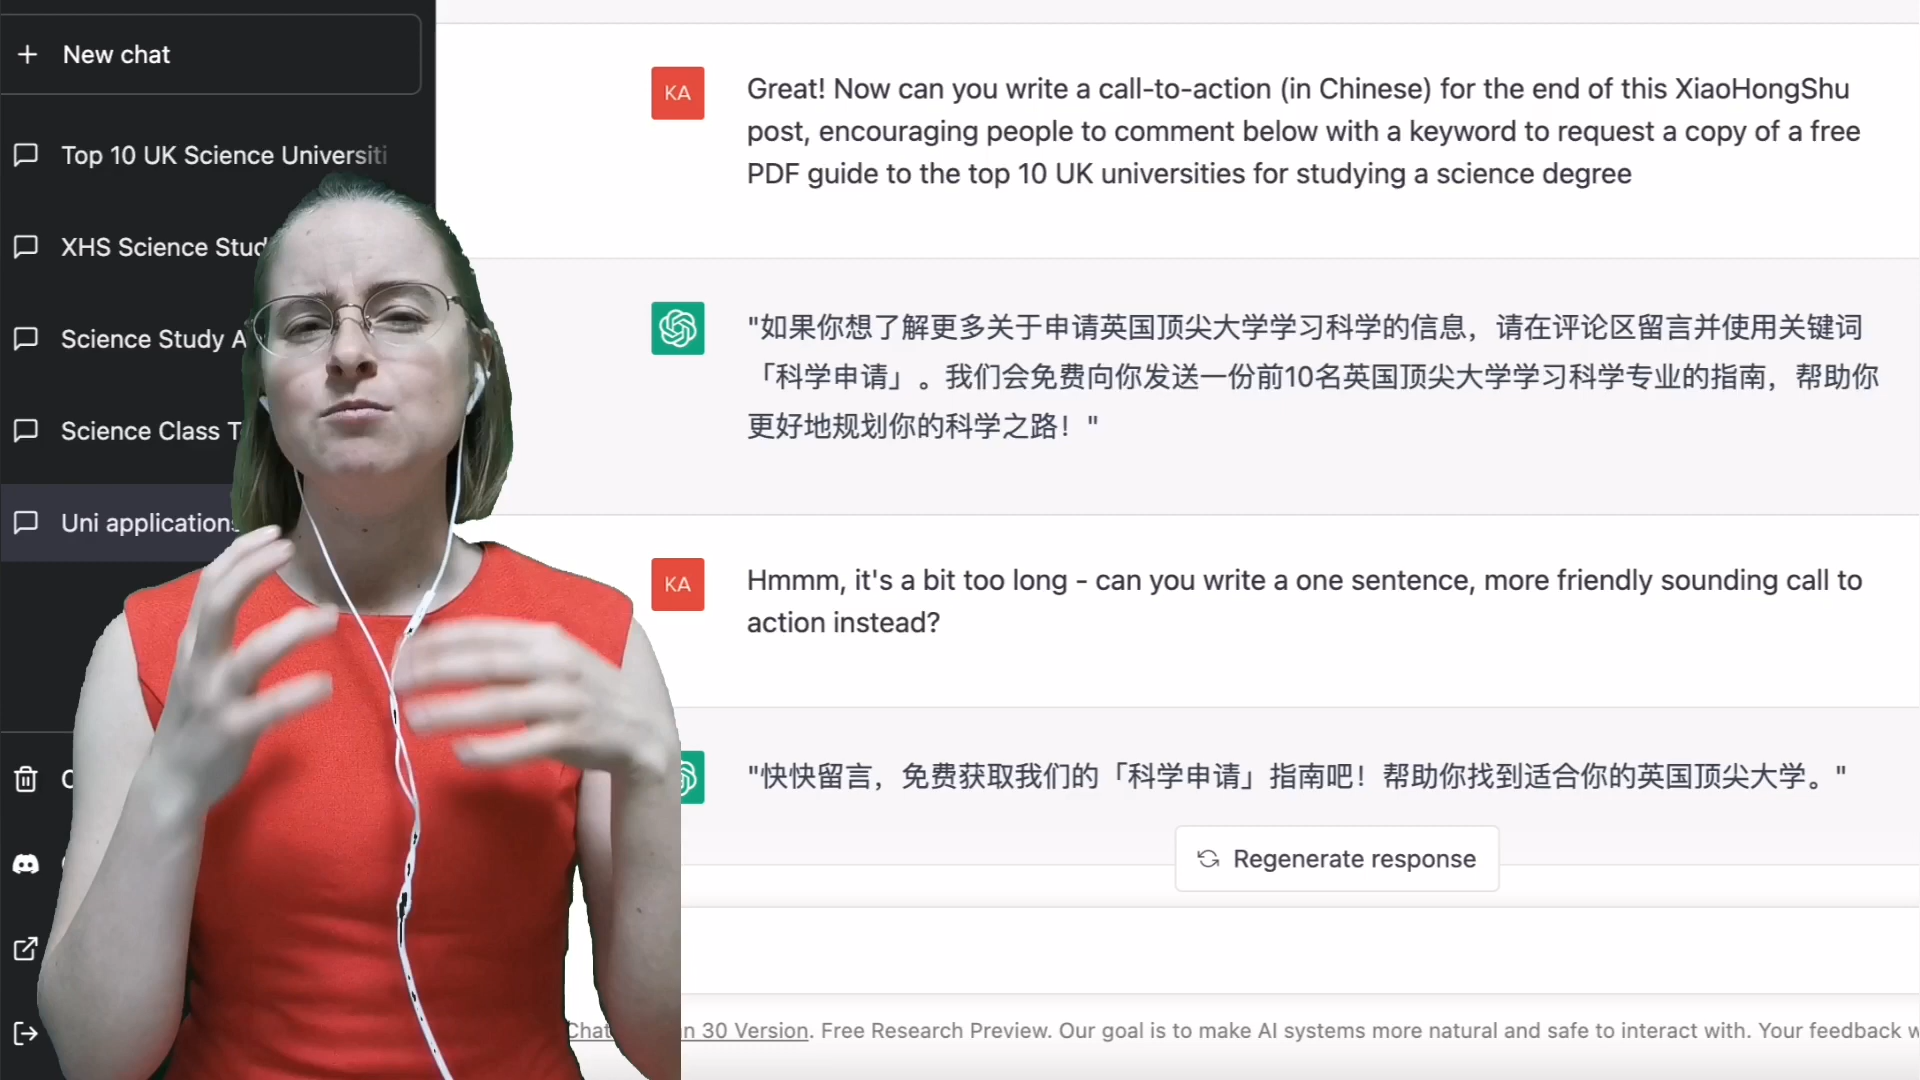 New chat
Top 10 UK Science Universiti
XHS Science Stud
Science Study A
Science Class T
Uni applications
KA
Great! Now can you write a call-to-action (in Chinese) for the end of this XiaoHongShu
post, encouraging people to comment below with a keyword to request a copy of a free
PDF guide to the top 10 UK universities for studying a science degree
"如果你想了解更多关于申请英国顶尖大学学习科学的信息，请在评论区留言并使用关键词
「科学申请」。我们会免费向你发送一份前10名英国顶尖大学学习科学专业的指南，帮助你
更好地规划你的科学之路！"
KA
Hmmm, it's a bit too long - can you write a one sentence, more friendly sounding call to
action instead?
"快快留言，免费获取我们的「科学申请」指南吧！帮助你找到适合你的英国顶尖大学。"
Regenerate response
Chat n 30 Version. Free Research Preview. Our goal is to make AI systems more natural and safe to interact with. Your feedback w